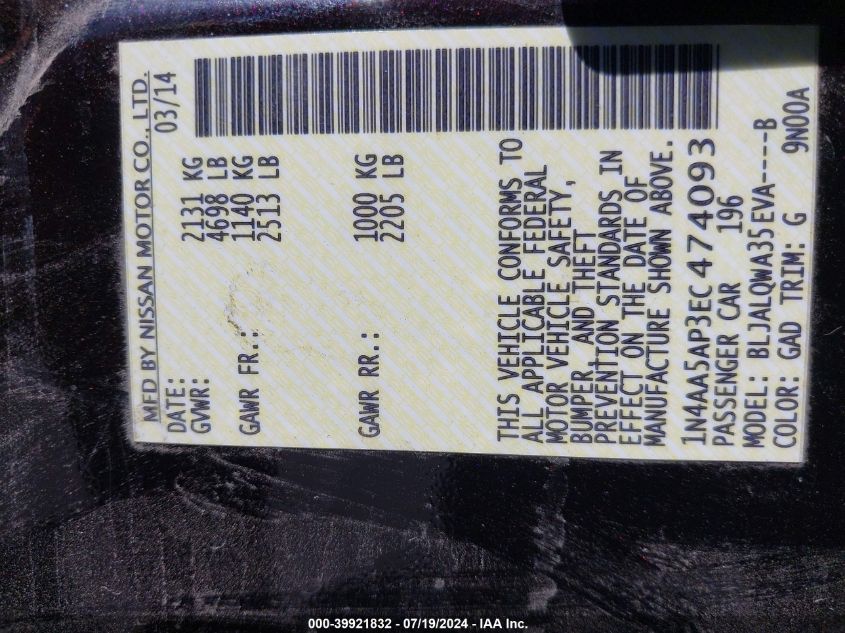 MFD BY NISSAN MOTOR CO., LTD.
DATE: 03/14
GVWR: 2131 KG
4698 LB
GAWR FR.: 1140 KG
2513 LB
GAWR RR.: 1000 KG
2205 LB
THIS VEHICLE CONFORMS TO
ALL APPLICABLE FEDERAL
MOTOR VEHICLE SAFETY,
BUMPER, AND THEFT
PREVENTION STANDARDS IN
EFFECT ON THE DATE OF
MANUFACTURE SHOWN ABOVE.
1N4AA5AP3EC474093
PASSENGER CAR 196
MODEL: BLJALQWA35EVA----B
COLOR: GAD TRIM: G 9N00A
000-39921832 - 07/19/2024 - IAA Inc.